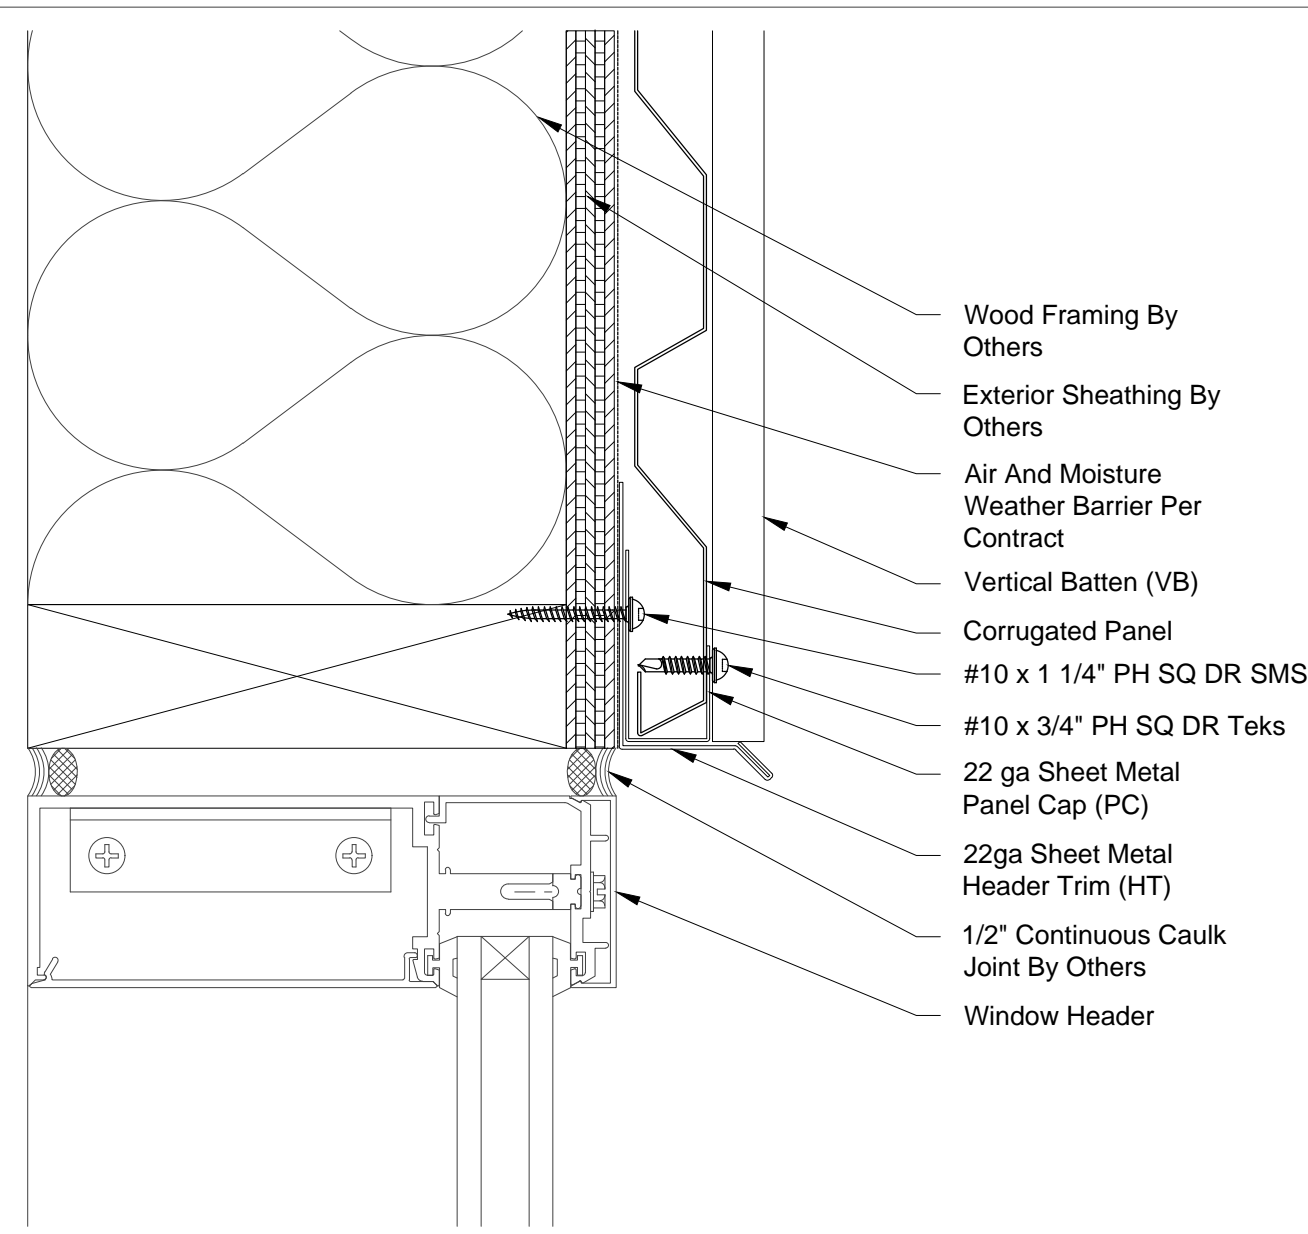 Wood Framing By
Others
Exterior Sheathing By
Others
Air And Moisture
Weather Barrier Per
Contract
Vertical Batten (VB)
Corrugated Panel
#10 x 1 1/4" PH SQ DR SMS
#10 x 3/4" PH SQ DR Teks
22 ga Sheet Metal
Panel Cap (PC)
22ga Sheet Metal
Header Trim (HT)
1/2" Continuous Caulk
Joint By Others
Window Header